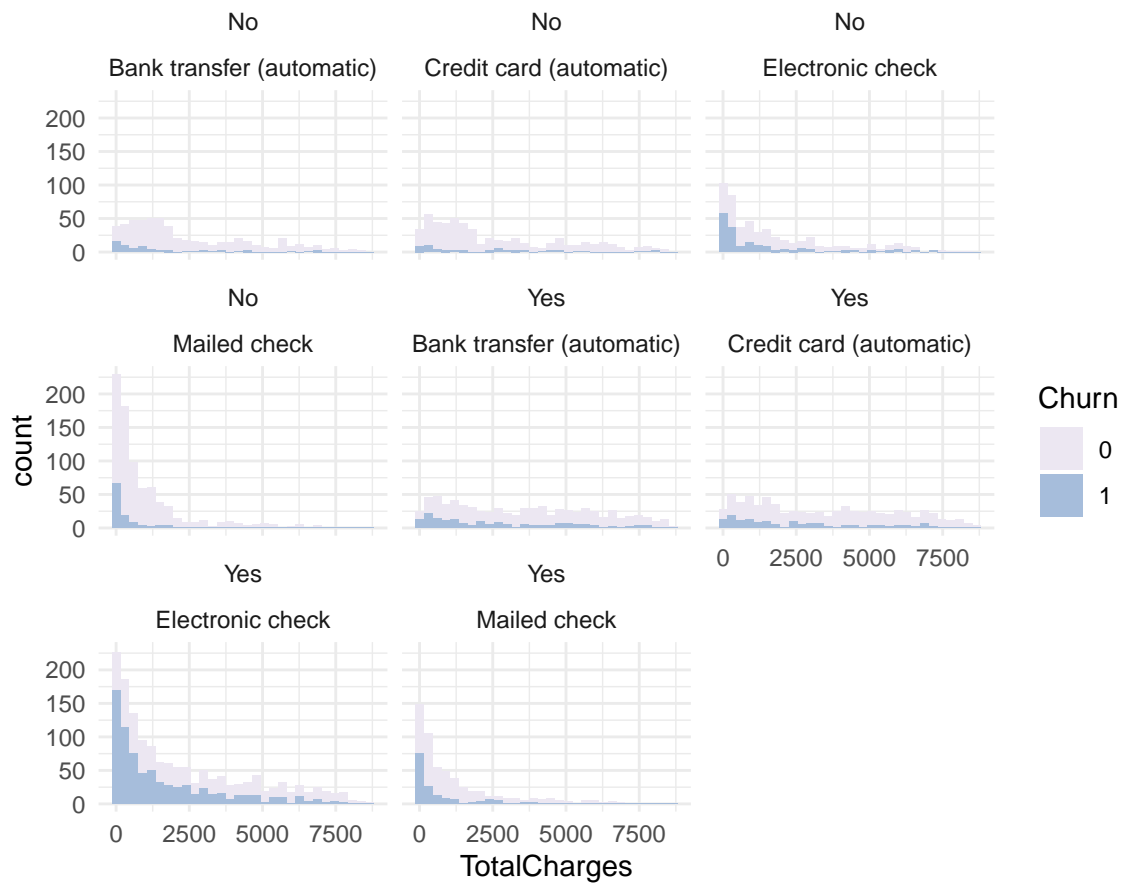 No No No
Bank transfer (automatic) Credit card (automatic) Electronic check
200
150
100
50
0
No Yes Yes
Mailed check Bank transfer (automatic) Credit card (automatic)
200
150
100
50
0
0 2500 5000 7500
Yes Yes
Electronic check Mailed check
200
150
100
50
0
0 2500 5000 7500 0 2500 5000 7500
TotalCharges
count
Churn
0
1